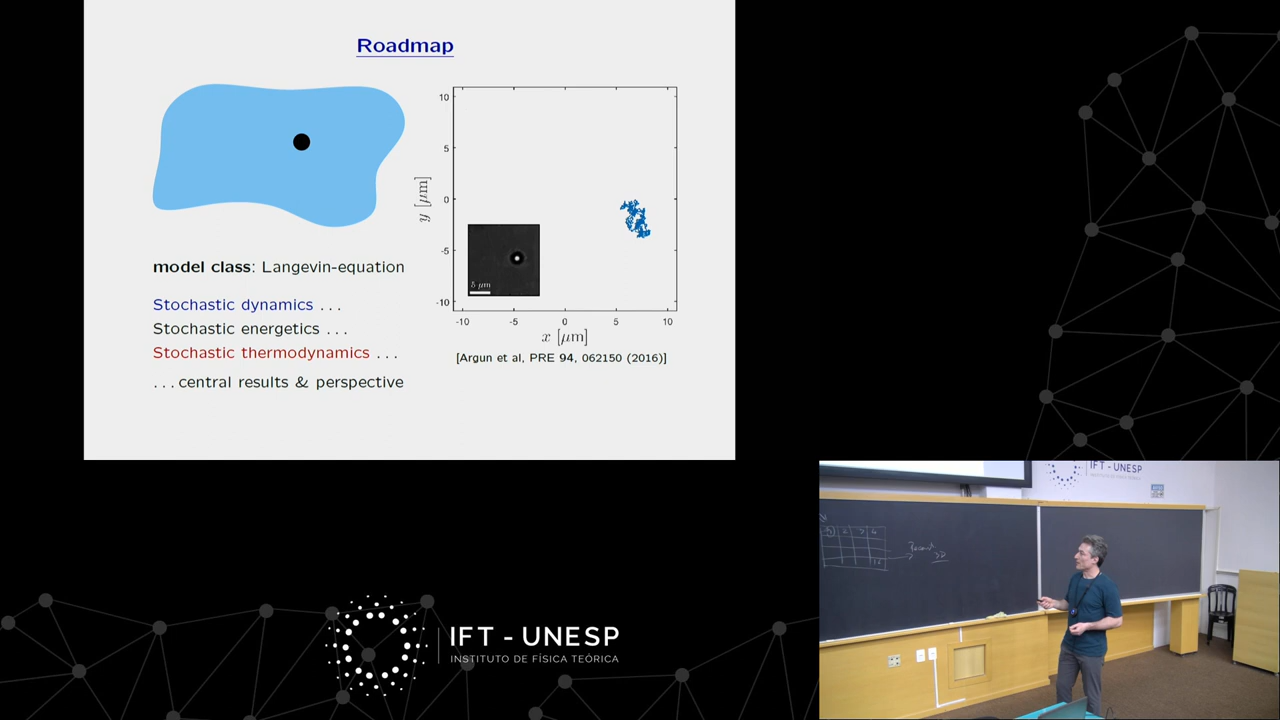 Roadmap
model class: Langevin-equation
Stochastic dynamics . . .
Stochastic energetics . . .
Stochastic thermodynamics . . .
. . . central results & perspective
10
5
0
-5
-10
y [μm]
5 μm
-10
-5
0
5
10
x [μm]
[Argun et al, PRE 94, 062150 (2016)]
IFT - UNESP
INSTITUTO DE FÍSICA TEÓRICA
IFT - UNESP